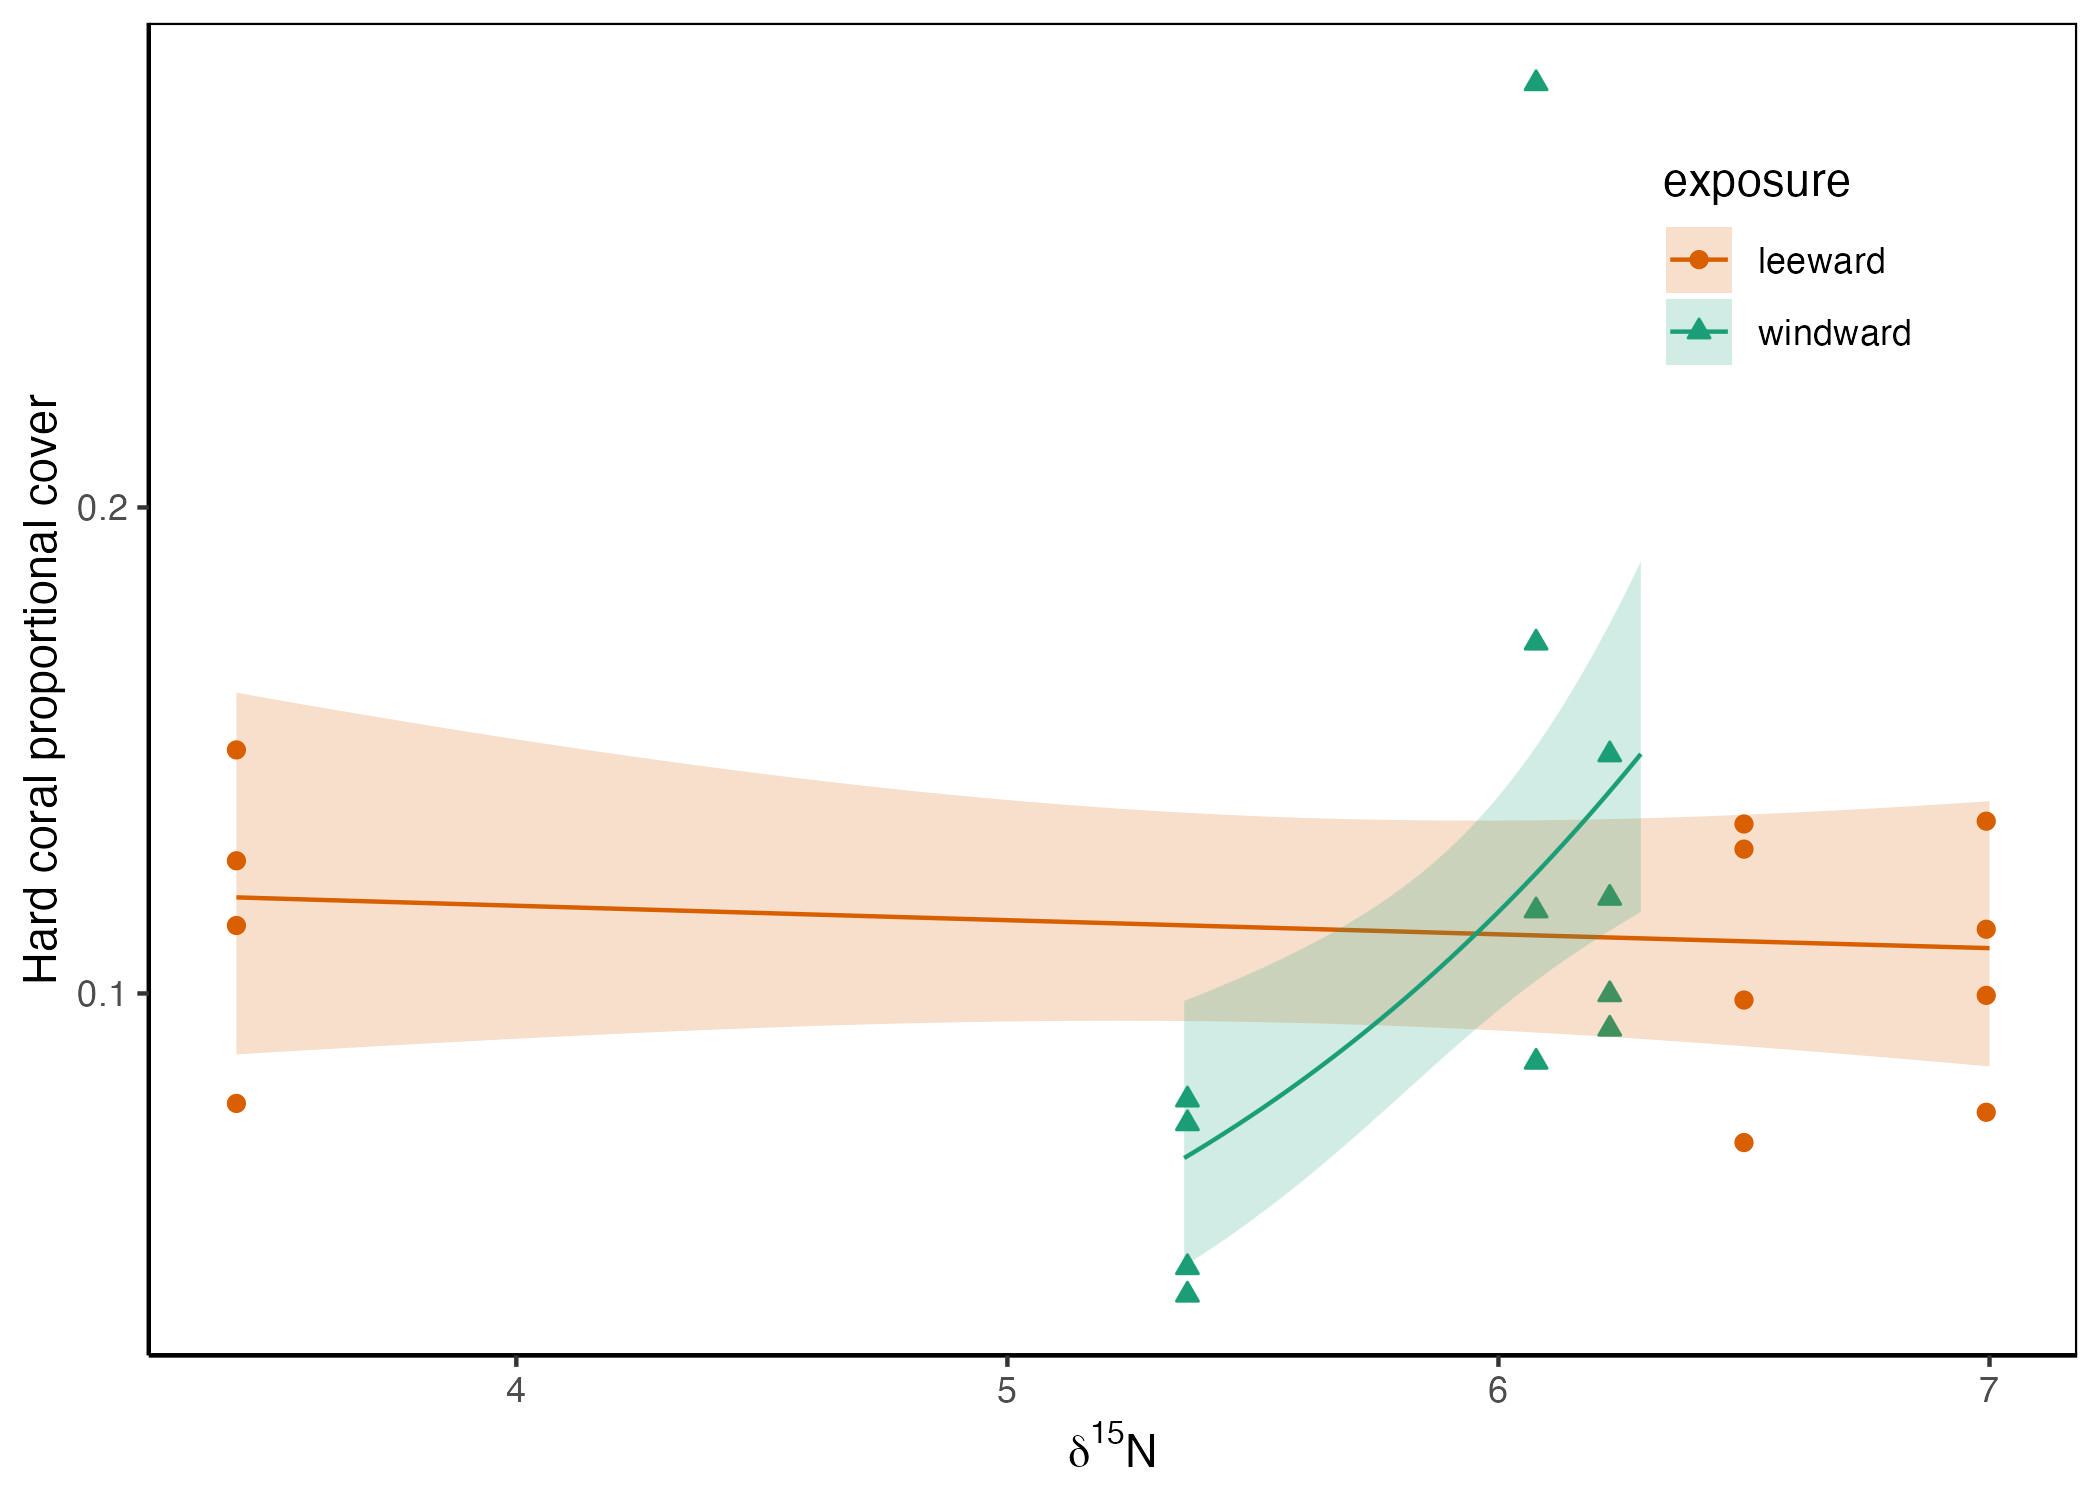 Hard coral proportional cover
0.2
0.1
exposure
leeward
windward
4 5 6 7
δ¹⁵N